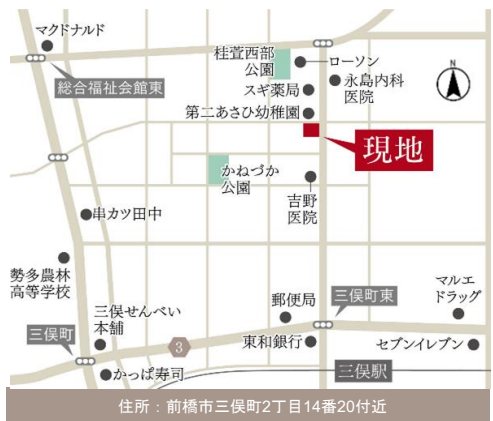 マクドナルド
総合福祉会館東
桂萱西部
公園
ローソン
スギ薬局
永島内科
医院
N
第二あさひ幼稚園
現地
かねづか
公園
吉野
医院
串カツ田中
勢多農林
高等学校
三俣せんべい
本舗
郵便局
三俣町東
マルエ
ドラッグ
三俣町
3
東和銀行
セブンイレブン
かっぱ寿司
三俣駅
住所：前橋市三俣町2丁目14番20付近